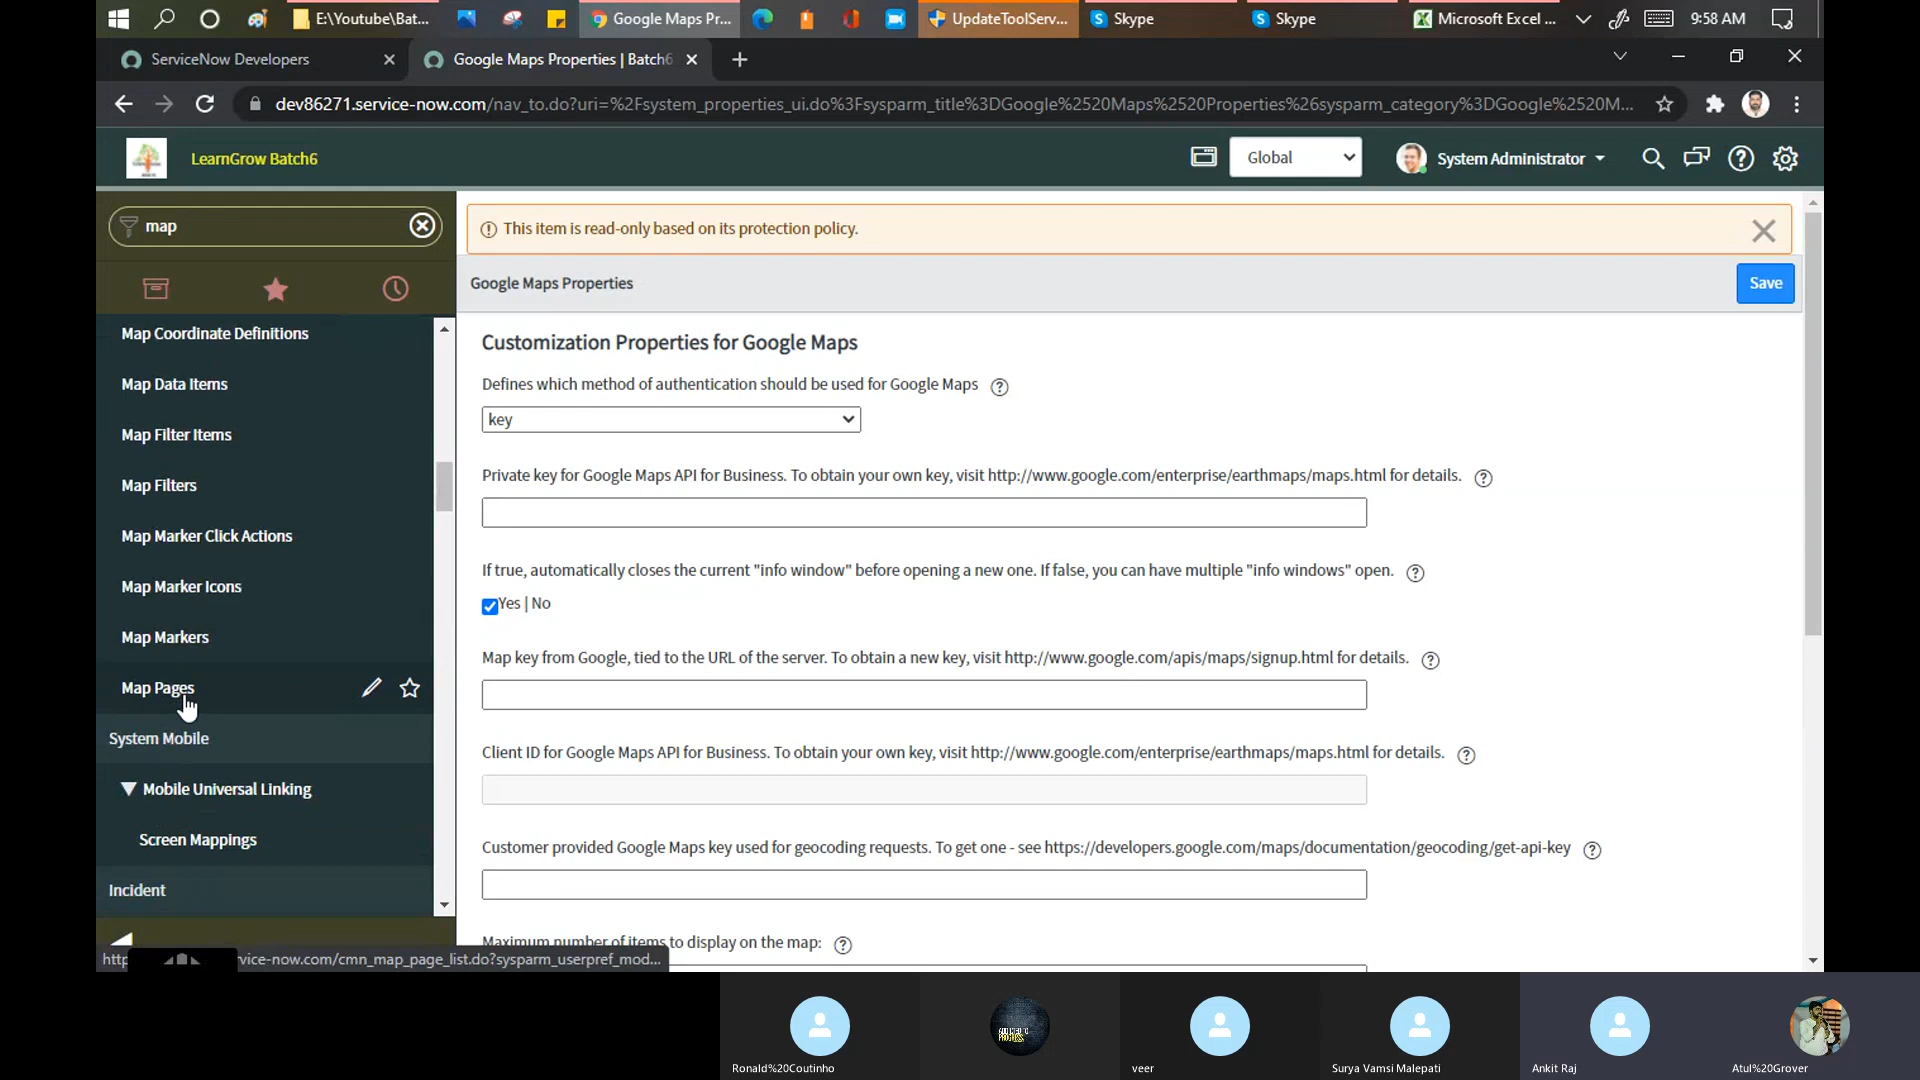 E:\Youtube\Bat...
Google Maps Pr...
UpdateToolServ...
Skype
Skype
Microsoft Excel ...
9:58 AM
ServiceNow Developers
Google Maps Properties | Batch6
dev86271.service-now.com/nav_to.do?uri=%2Fsystem_properties_ui.do%3Fsysparm_title%3DGoogle%2520Maps%2520Properties%26sysparm_category%3DGoogle%2520M...
LearnGrow Batch6
Global
System Administrator
map
This item is read-only based on its protection policy.
Google Maps Properties
Save
Map Coordinate Definitions
Map Data Items
Map Filter Items
Map Filters
Map Marker Click Actions
Map Marker Icons
Map Markers
Map Pages
System Mobile
Mobile Universal Linking
Screen Mappings
Incident
Customization Properties for Google Maps
Defines which method of authentication should be used for Google Maps
key
Private key for Google Maps API for Business. To obtain your own key, visit http://www.google.com/enterprise/earthmaps/maps.html for details.
If true, automatically closes the current "info window" before opening a new one. If false, you can have multiple "info windows" open.
Yes | No
Map key from Google, tied to the URL of the server. To obtain a new key, visit http://www.google.com/apis/maps/signup.html for details.
Client ID for Google Maps API for Business. To obtain your own key, visit http://www.google.com/enterprise/earthmaps/maps.html for details.
Customer provided Google Maps key used for geocoding requests. To get one - see https://developers.google.com/maps/documentation/geocoding/get-api-key
Maximum number of items to display on the map:
http
rvice-now.com/cmn_map_page_list.do?sysparm_userpref_mod...
Ronald%20Coutinho
veer
Surya Vamsi Malepati
Ankit Raj
Atul%20Grover